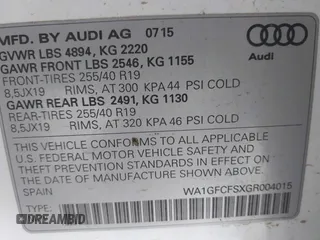 MFD. BY AUDI AG 07/15
GVWR LBS 4894, KG 2220
GAWR FRONT LBS 2546, KG 1155
FRONT-TIRES 255/40 R19
8,5JX19 RIMS, AT 300 KPA 44 PSI COLD
GAWR REAR LBS 2491, KG 1130
REAR-TIRES 255/40 R19
8,5JX19 RIMS, AT 320 KPA 46 PSI COLD
Audi
THIS VEHICLE CONFORMS TO ALL APPLICABLE
U.S. FEDERAL MOTOR VEHICLE SAFETY AND
THEFT PREVENTION STANDARDS IN EFFECT ON
THE DATE OF MANUFACTURE SHOWN ABOVE.
SPAIN WA1GFCFSXGR004015
TYPE:
DREAMBID